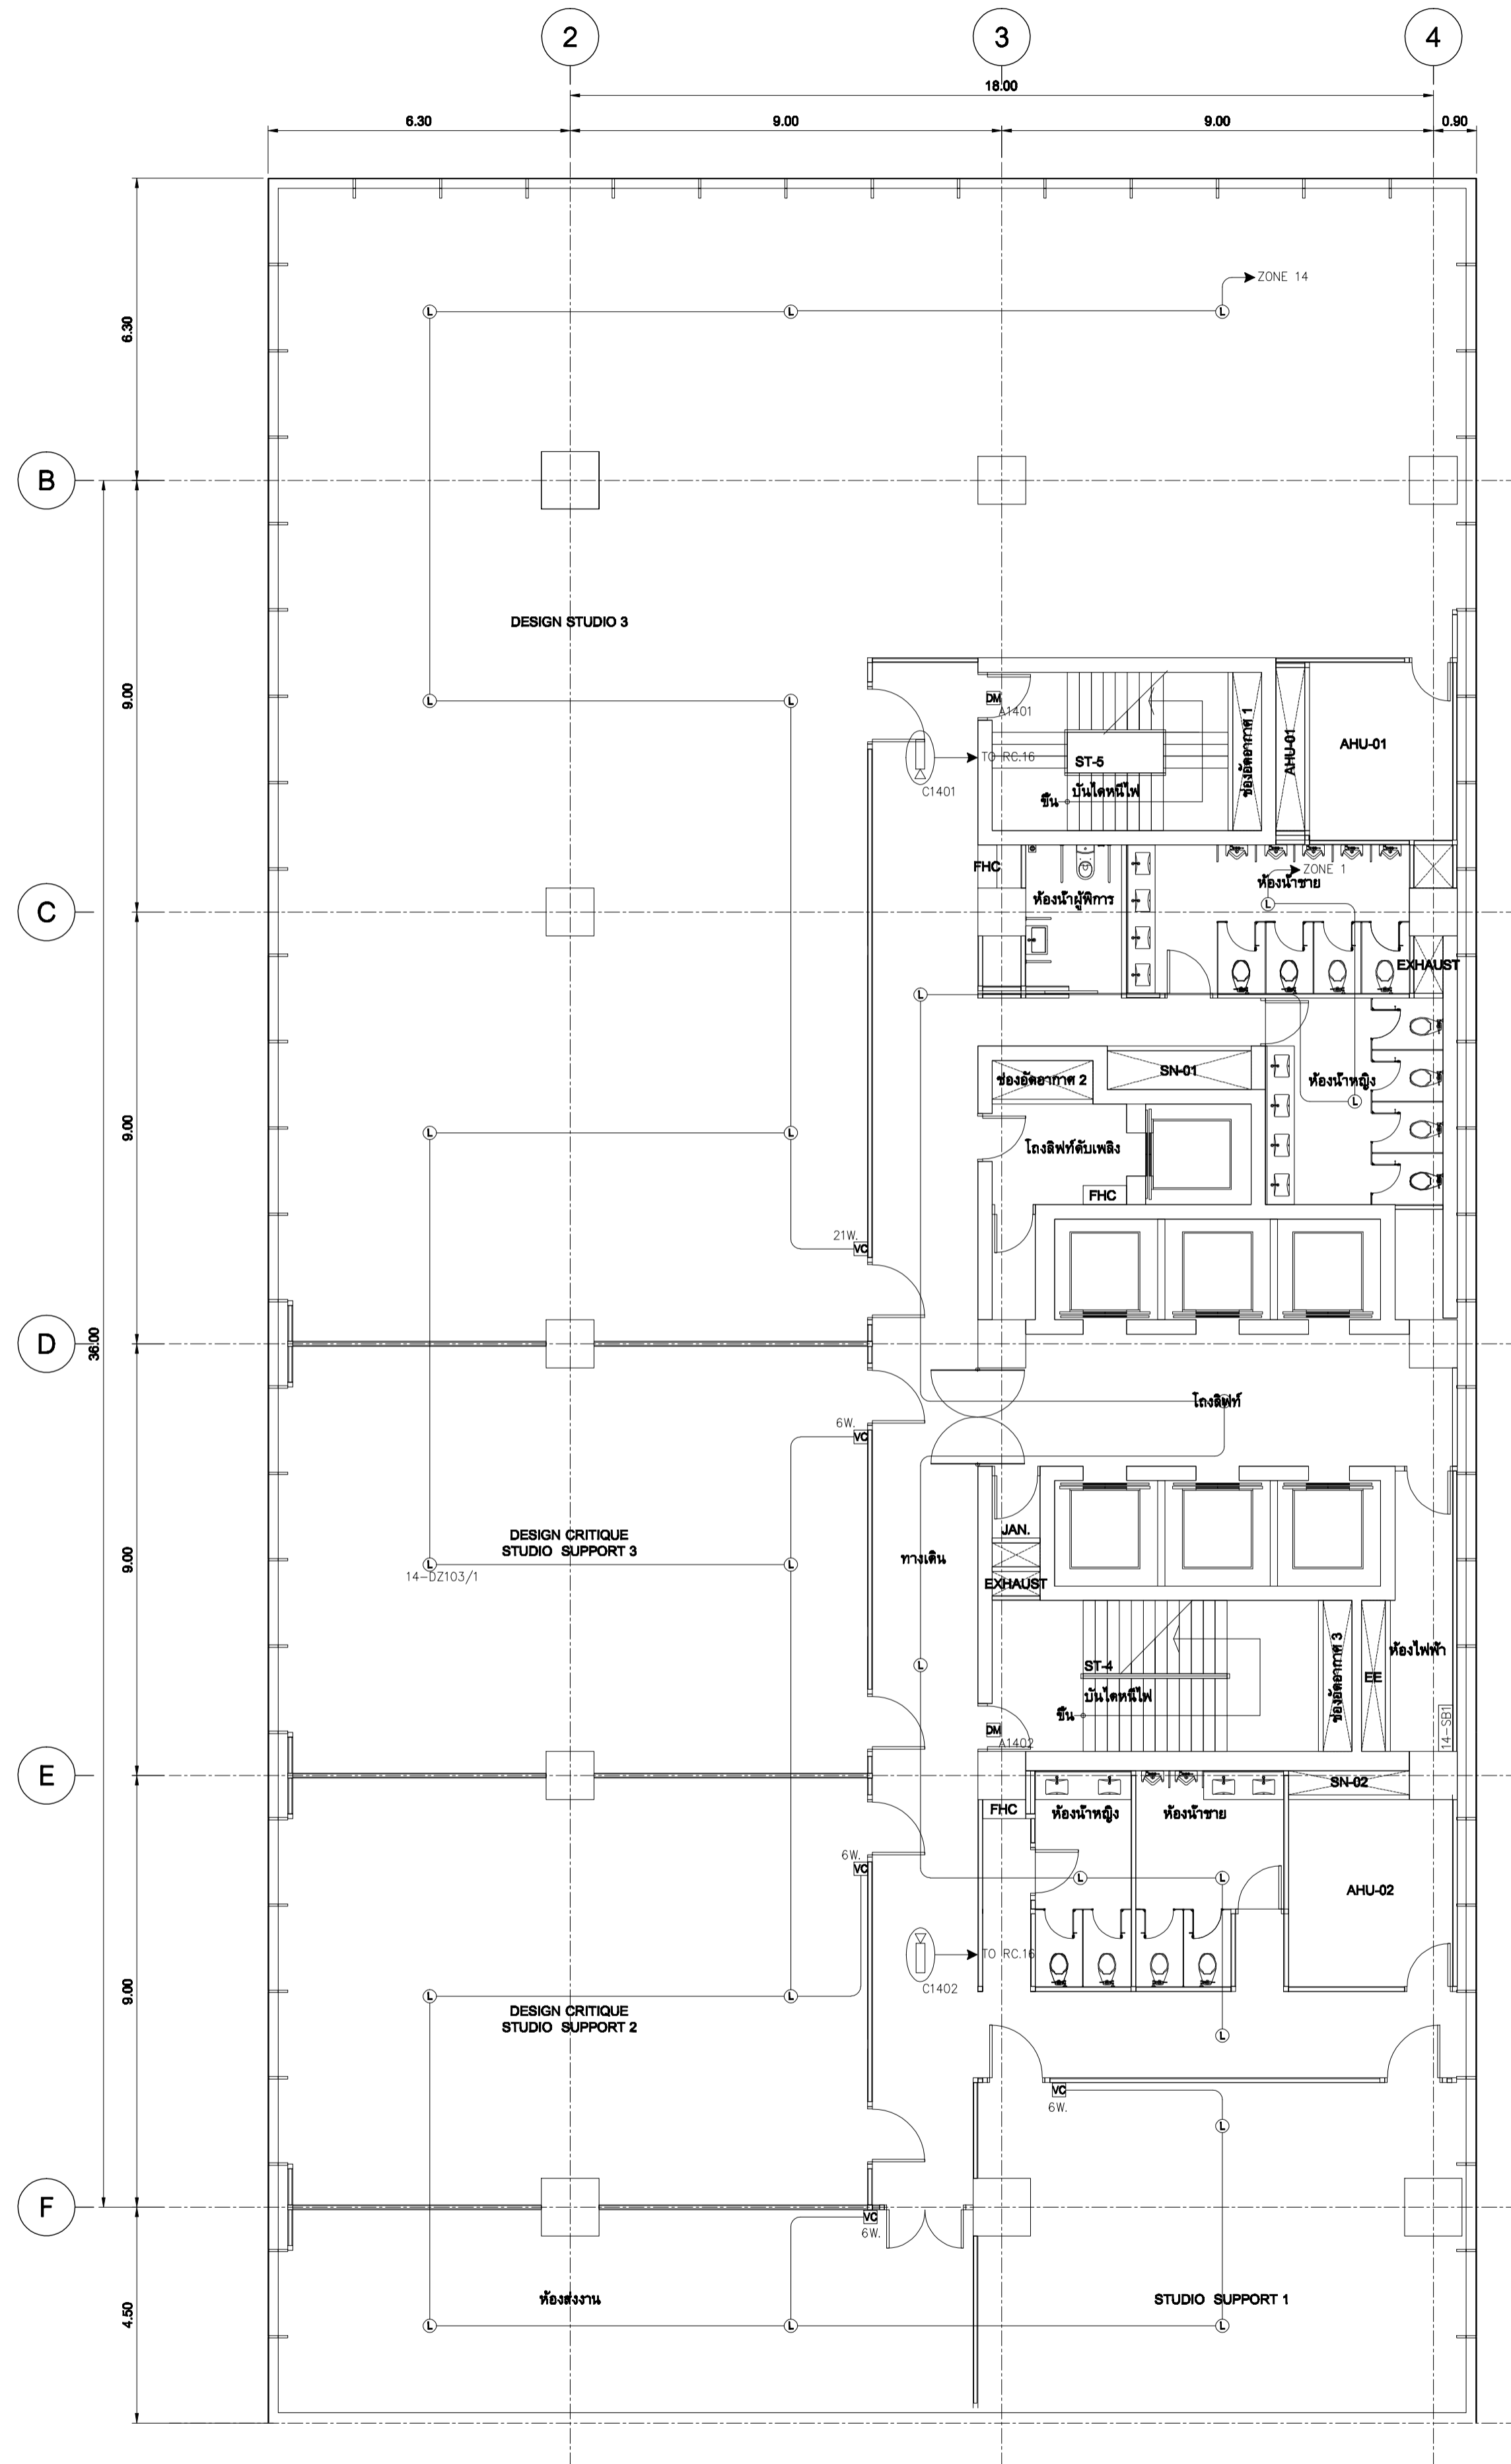 2
3
4
18.00
6.30
9.00
9.00
0.90
L
L
L
ZONE 14
6.30
B
DESIGN STUDIO 3
9.00
L
L
DM
A1401
TO RC.16
C1401
ST-5
บันไดหนีไฟ
ขึ้น
ช่องอัดอากาศ 1
AHU-01
AHU-01
FHC
ห้องน้ำผู้พิการ
ZONE 1
ห้องน้ำชาย
L
C
EXHAUST
L
ช่องอัดอากาศ 2
SN-01
ห้องน้ำหญิง
L
9.00
L
L
โถงลิฟท์ดับเพลิง
FHC
21W.
VC
D
36.00
โถงลิฟท์
6W.
VC
DESIGN CRITIQUE
STUDIO SUPPORT 3
L
L
14-DZ103/1
9.00
ทางเดิน
JAN.
EXHAUST
L
ST-4
บันไดหนีไฟ
ขึ้น
ช่องอัดอากาศ 3
EE
ห้องไฟฟ้า
14-SB1
DM
A1402
E
SN-02
FHC
ห้องน้ำหญิง
ห้องน้ำชาย
6W.
VC
L
L
AHU-02
TO RC.16
C1402
9.00
L
L
DESIGN CRITIQUE
STUDIO SUPPORT 2
L
VC
6W.
L
F
VC
6W.
4.50
ห้องส่งงาน
STUDIO SUPPORT 1
L
L
L